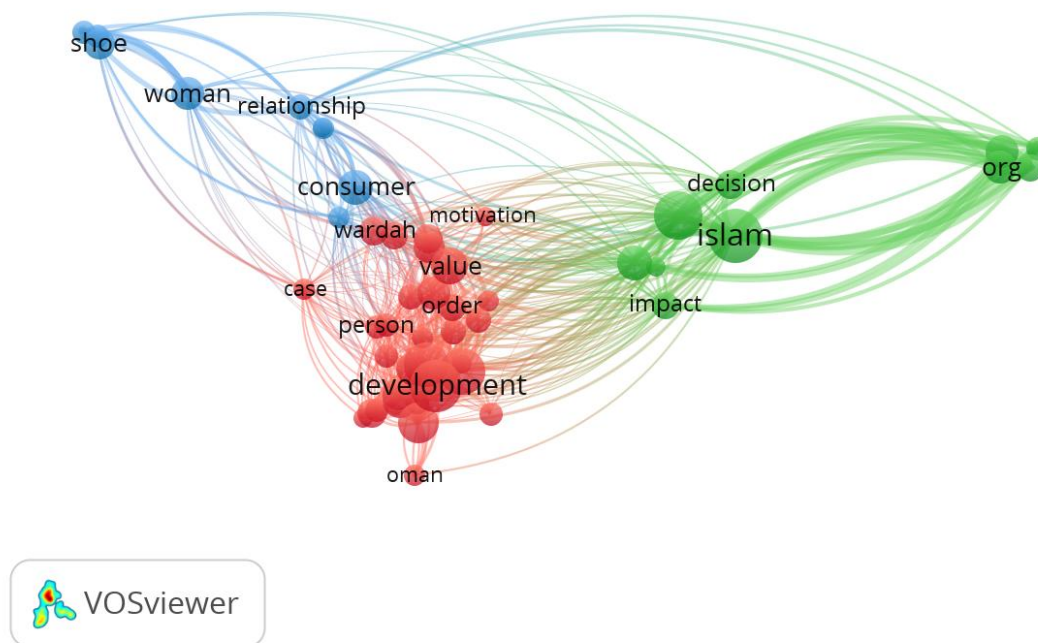 shoe
woman
relationship
consumer
decision
org
wardah
motivation
islam
value
case
order
impact
person
development
oman
VOSviewer